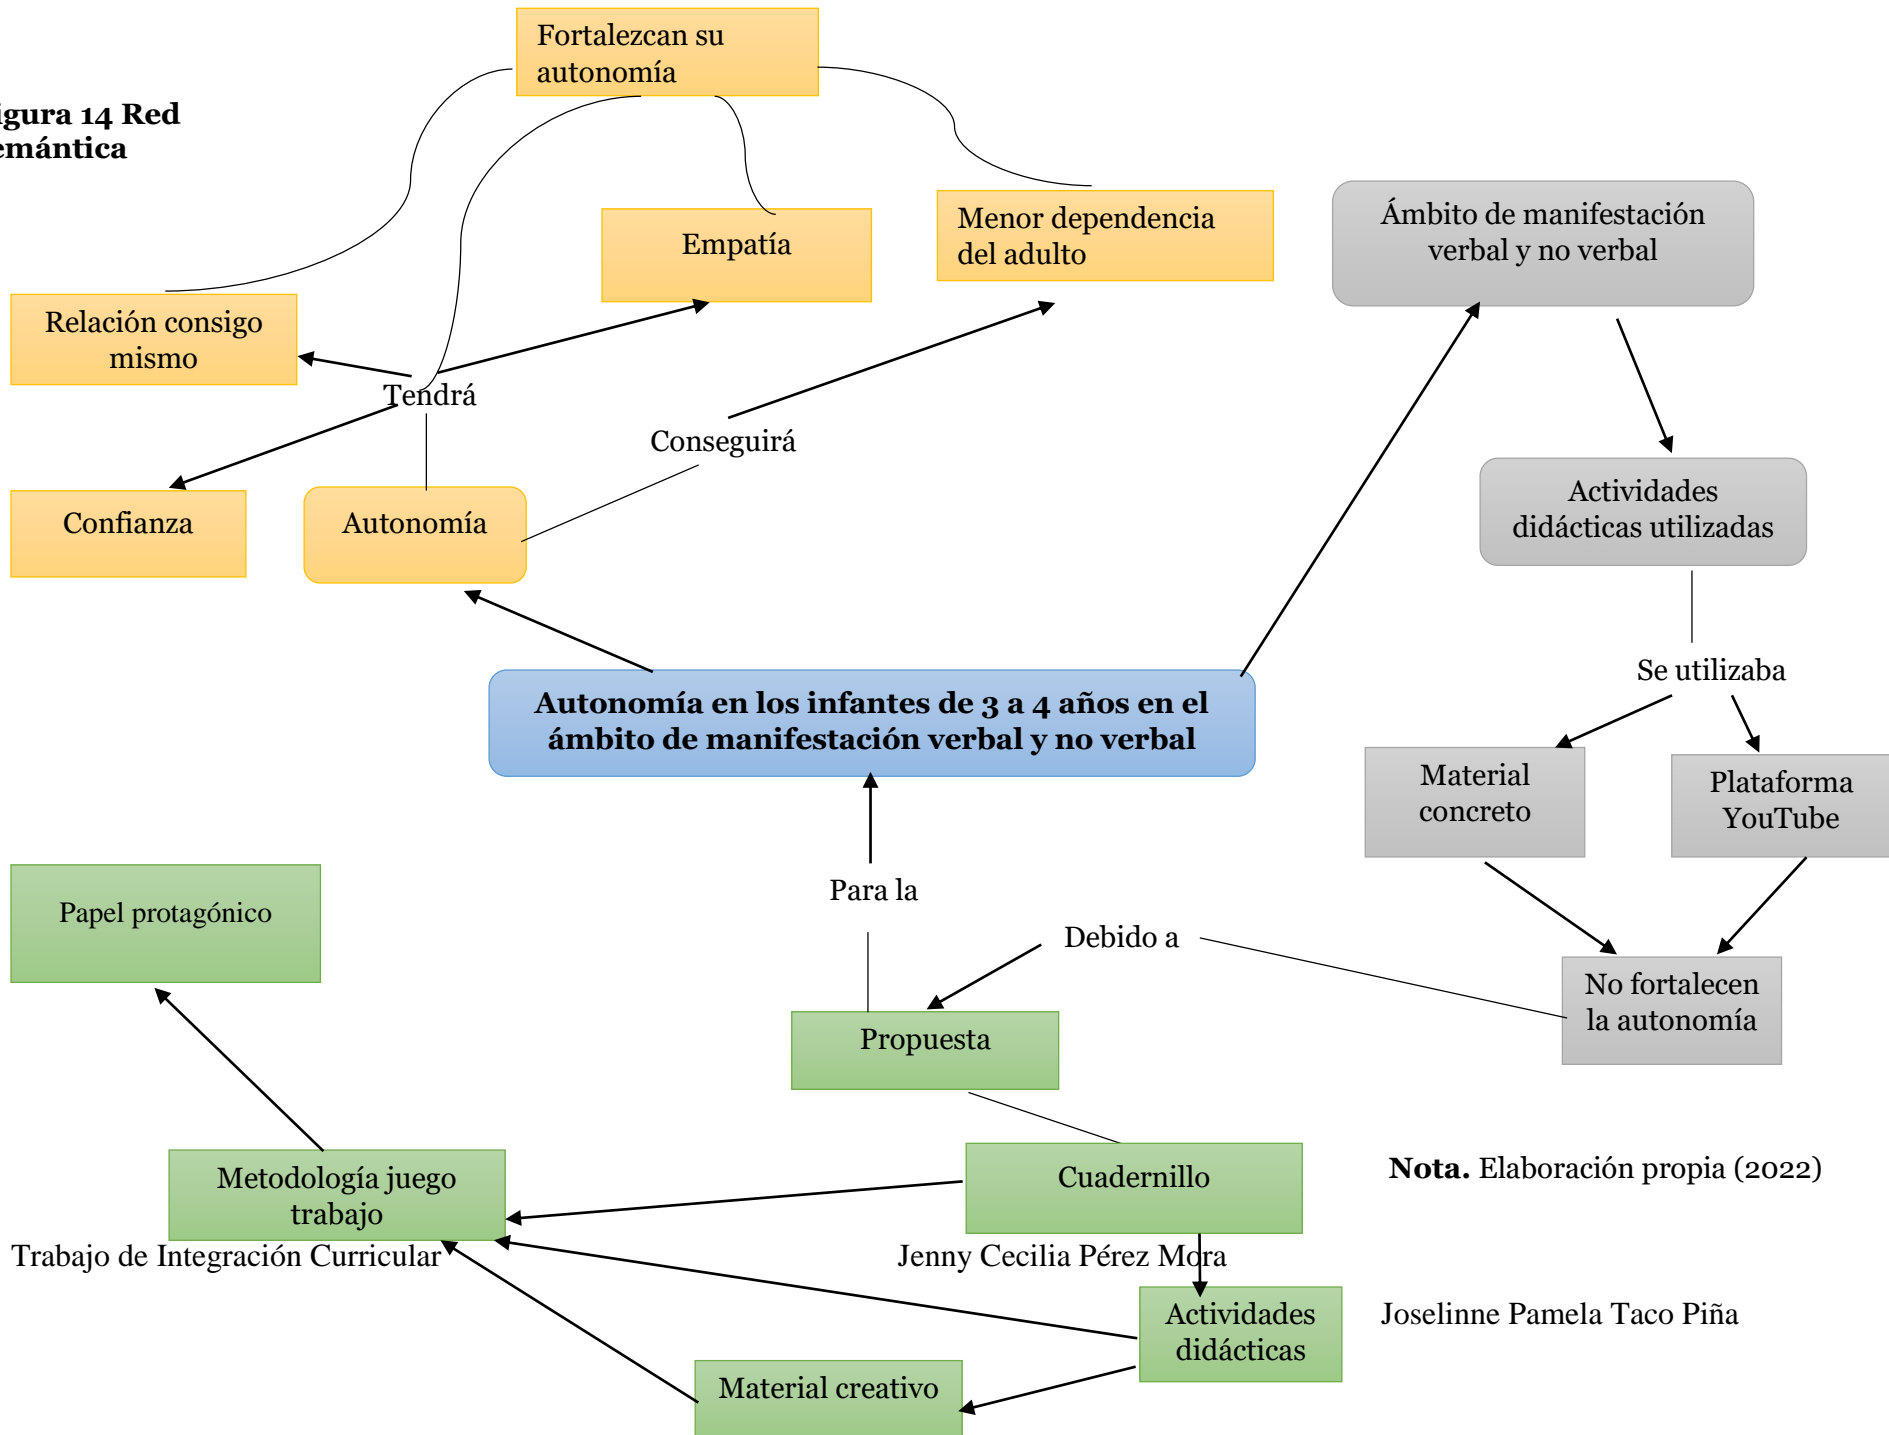 Fortalezcan su
autonomía
igura 14 Red
emántica
Ámbito de manifestación
verbal y no verbal
Menor dependencia
del adulto
Empatía
Relación consigo
mismo
Tendrá
Conseguirá
Confianza
Autonomía
Actividades
didácticas utilizadas
Se utilizaba
Autonomía en los infantes de 3 a 4 años en el
ámbito de manifestación verbal y no verbal
Material
concreto
Plataforma
YouTube
Para la
Papel protagónico
Debido a
No fortalecen
la autonomía
Propuesta
Metodología juego
trabajo
Cuadernillo
Nota. Elaboración propia (2022)
Trabajo de Integración Curricular
Jenny Cecilia Pérez Mora
Actividades
didácticas
Joselinne Pamela Taco Piña
Material creativo